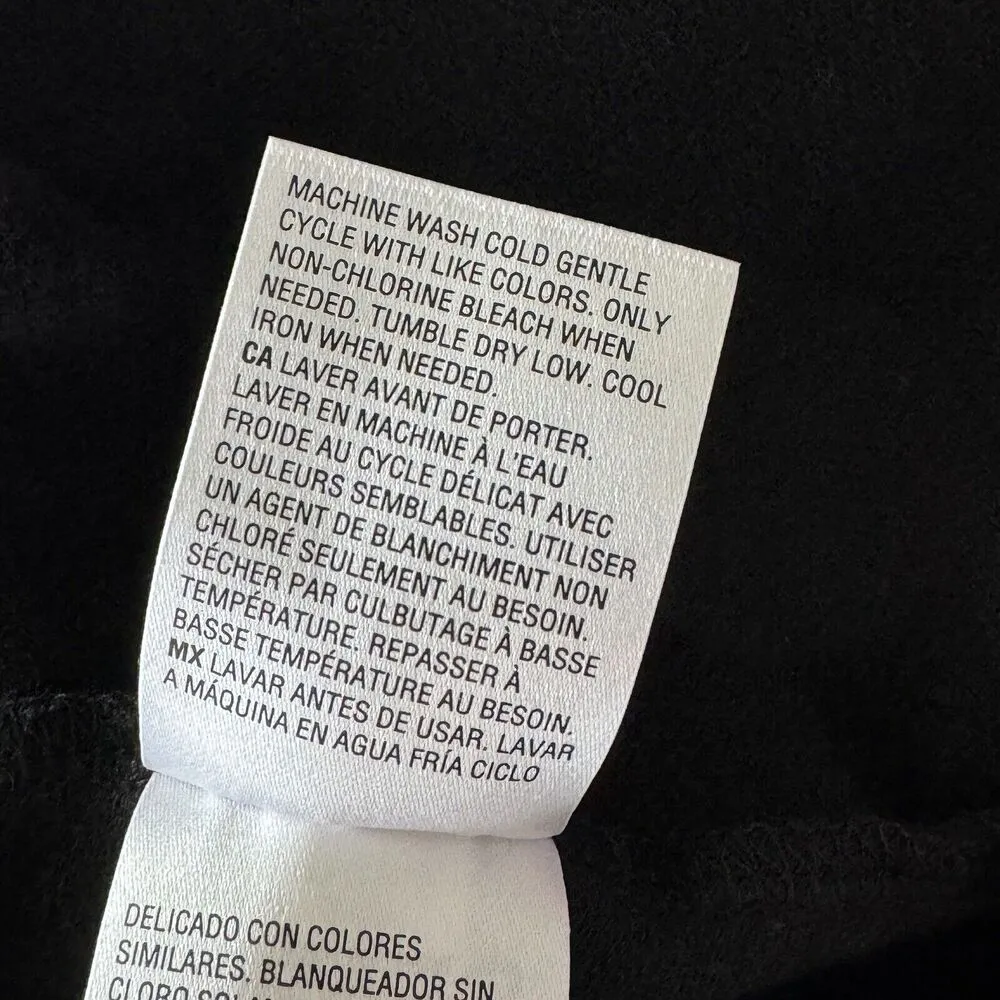 MACHINE WASH COLD GENTLE
CYCLE WITH LIKE COLORS. ONLY
NON-CHLORINE BLEACH WHEN
NEEDED. TUMBLE DRY LOW. COOL
IRON WHEN NEEDED.
CA LAVER AVANT DE PORTER.
LAVER EN MACHINE À L'EAU
FROIDE AU CYCLE DÉLICAT AVEC
COULEURS SEMBLABLES. UTILISER
UN AGENT DE BLANCHIMENT NON
CHLORÉ SEULEMENT AU BESOIN.
SÉCHER PAR CULBUTAGE À BASSE
TEMPÉRATURE. REPASSER À
BASSE TEMPÉRATURE AU BESOIN.
MX LAVAR ANTES DE USAR. LAVAR
A MÁQUINA EN AGUA FRÍA CICLO
DELICADO CON COLORES
SIMILARES. BLANQUEADOR SIN
CLORO